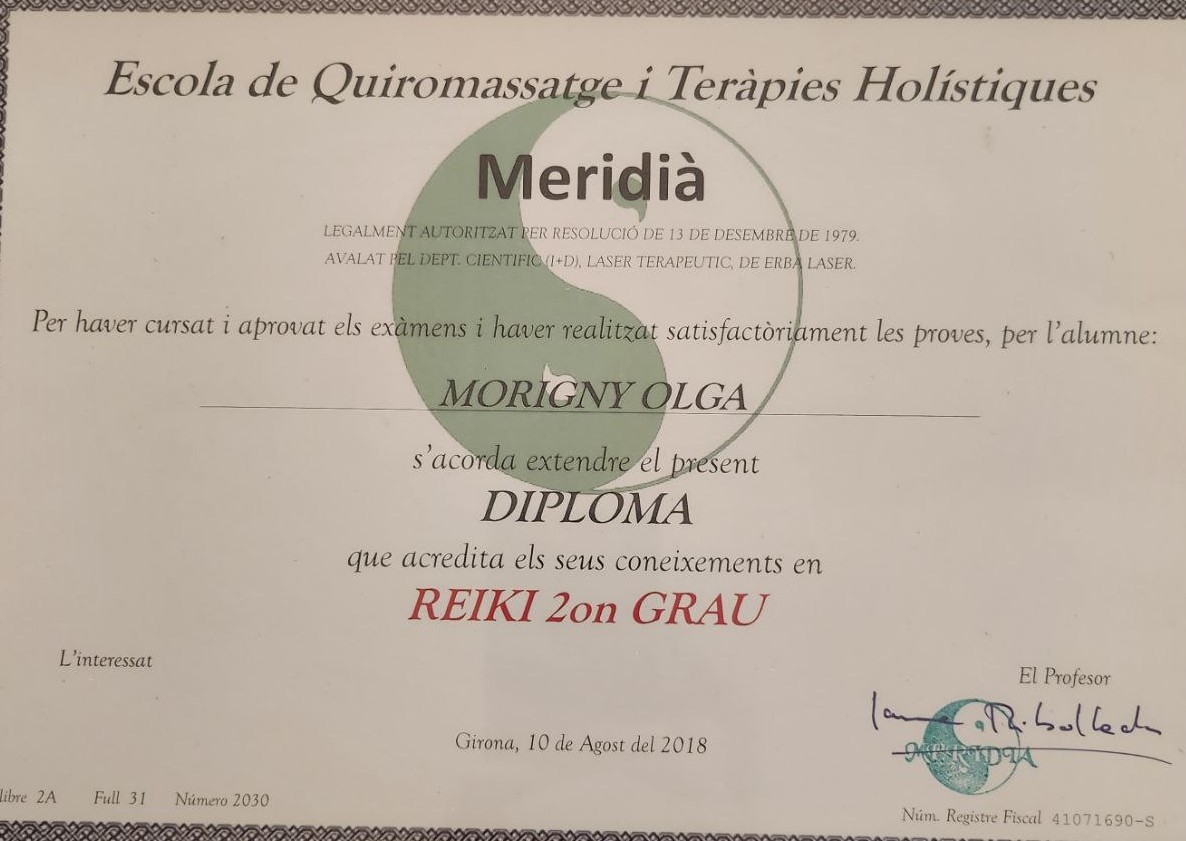 Escola de Quiromassatge i Teràpies Holístiques
Meridià
LEGALMENT AUTORITZAT PER RESOLUCIÓ DE 13 DE DESEMBRE DE 1979.
AVALAT PEL DEPT. CIENTIFIC (I+D), LASER TERAPEUTIC, DE ERBA LASER.
Per haver cursat i aprovat els exàmens i haver realitzat satisfactòriament les proves, per l'alumne:
MORIGNY OLGA
s'acorda extendre el present
DIPLOMA
que acredita els seus coneixements en
REIKI 2on GRAU
L'interessat
El Profesor
MERIDIA
Girona, 10 de Agost del 2018
libre 2A Full 31 Número 2030
Núm. Registre Fiscal 41071690-S